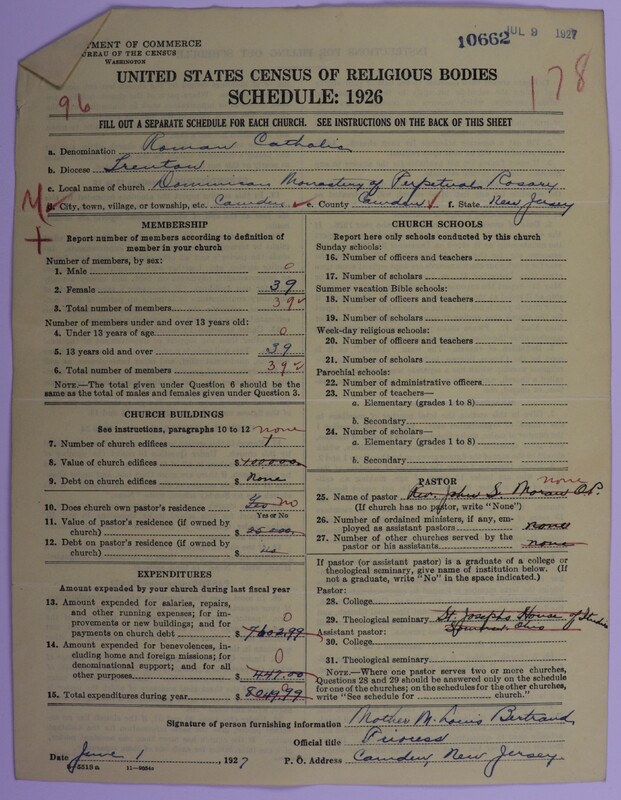 TMENT OF COMMERCE
UREAU OF THE CENSUS
WASHINGTON
10662 JUL 9 1927
UNITED STATES CENSUS OF RELIGIOUS BODIES
SCHEDULE: 1926
96
178
FILL OUT A SEPARATE SCHEDULE FOR EACH CHURCH. SEE INSTRUCTIONS ON THE BACK OF THIS SHEET
a. Denomination Roman Catholic
b. Diocese Trenton
c. Local name of church Dominican Monastery of Perpetual Rosary
d. City, town, village, or township, etc. Camden e. County Camden f. State New Jersey
MEMBERSHIP
Report number of members according to definition of
member in your church
Number of members, by sex:
1. Male 0
2. Female 39
3. Total number of members 39
Number of members under and over 13 years old:
4. Under 13 years of age 0
5. 13 years old and over 39
6. Total number of members 39
NOTE.—The total given under Question 6 should be the
same as the total of males and females given under Question 3.
CHURCH BUILDINGS
See instructions, paragraphs 10 to 12 none
7. Number of church edifices 1
8. Value of church edifices $ 100000
9. Debt on church edifices $ None
10. Does church own pastor's residence Yes no
Yes or No
11. Value of pastor's residence (if owned by
church) $ 25 000
12. Debt on pastor's residence (if owned by
church) $
EXPENDITURES
Amount expended by your church during last fiscal year
13. Amount expended for salaries, repairs,
and other running expenses; for im-
provements or new buildings; and for
payments on church debt $ 7602.99 0
14. Amount expended for benevolences, in-
cluding home and foreign missions; for
denominational support; and for all
other purposes $ 447.00 0
15. Total expenditures during year $ 8049.99
CHURCH SCHOOLS
Report here only schools conducted by this church
Sunday schools:
16. Number of officers and teachers
17. Number of scholars
Summer vacation Bible schools:
18. Number of officers and teachers
19. Number of scholars
Week-day religious schools:
20. Number of officers and teachers
21. Number of scholars
Parochial schools:
22. Number of administrative officers
23. Number of teachers—
a. Elementary (grades 1 to 8)
b. Secondary
24. Number of scholars—
a. Elementary (grades 1 to 8)
b. Secondary
PASTOR
none
25. Name of pastor Rev. John S. Moran O.P.
(If church has no pastor, write "None")
26. Number of ordained ministers, if any, em-
ployed as assistant pastors none
27. Number of other churches served by the
pastor or his assistants none
If pastor (or assistant pastor) is a graduate of a college or
theological seminary, give name of institution below. (If
not a graduate, write "No" in the space indicated.)
Pastor:
28. College
29. Theological seminary St. Josephs House of Studies
Somerset Ohio
Assistant pastor:
30. College
31. Theological seminary
NOTE.—Where one pastor serves two or more churches,
Questions 28 and 29 should be answered only on the schedule
for one of the churches; on the schedules for the other churches,
write "See schedule for church."
Signature of person furnishing information Mother M. Louis Bertrand
Official title Prioress
Date June 1, 1927 P. O. Address Camden, New Jersey.
8-5518 a 11—9554